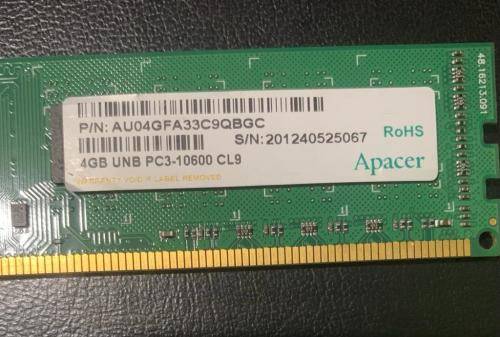 P/N: AU04GFA33C9QBGC
S/N:201240525067
4GB UNB PC3-10600 CL9
WARRANTY VOID IF LABEL REMOVED
RoHS
Apacer
48.16213.091